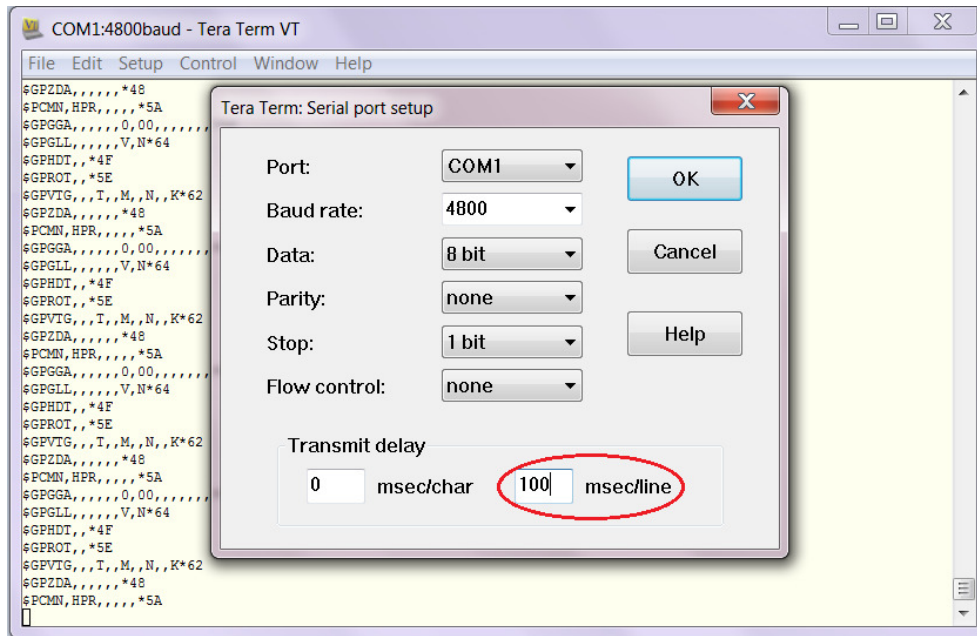 COM1:4800baud - Tera Term VT
File Edit Setup Control Window Help
$GPZDA,,,,,,*48
$PCMN,HPR,,,,,*5A
$GPGGA,,,,,,0,00,,,,,,,
$GPGLL,,,,,,V,N*64
$GPHDT,,*4F
$GPROT,,*5E
$GPVTG,,,T,,M,,N,,K*62
$GPZDA,,,,,,*48
$PCMN,HPR,,,,,*5A
$GPGGA,,,,,,0,00,,,,,,,
$GPGLL,,,,,,V,N*64
$GPHDT,,*4F
$GPROT,,*5E
$GPVTG,,,T,,M,,N,,K*62
$GPZDA,,,,,,*48
$PCMN,HPR,,,,,*5A
$GPGGA,,,,,,0,00,,,,,,,
$GPGLL,,,,,,V,N*64
$GPHDT,,*4F
$GPROT,,*5E
$GPVTG,,,T,,M,,N,,K*62
$GPZDA,,,,,,*48
$PCMN,HPR,,,,,*5A
$GPGGA,,,,,,0,00,,,,,,,
$GPGLL,,,,,,V,N*64
$GPHDT,,*4F
$GPROT,,*5E
$GPVTG,,,T,,M,,N,,K*62
$GPZDA,,,,,,*48
$PCMN,HPR,,,,,*5A
Tera Term: Serial port setup
Port: COM1
Baud rate: 4800
Data: 8 bit
Parity: none
Stop: 1 bit
Flow control: none
OK
Cancel
Help
Transmit delay
0 msec/char 100 msec/line